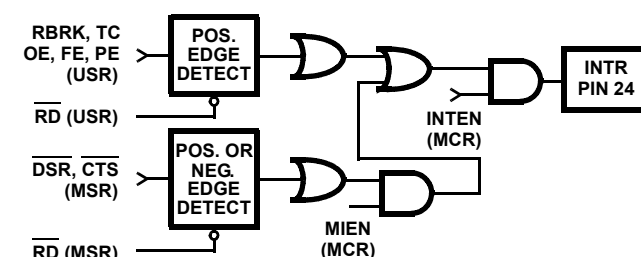 RBRK, TC
OE, FE, PE
(USR)
POS.
EDGE
DETECT
RD (USR)
INTR
PIN 24
INTEN
(MCR)
DSR, CTS
(MSR)
POS. OR
NEG.
EDGE
DETECT
MIEN
(MCR)
RD (MSR)